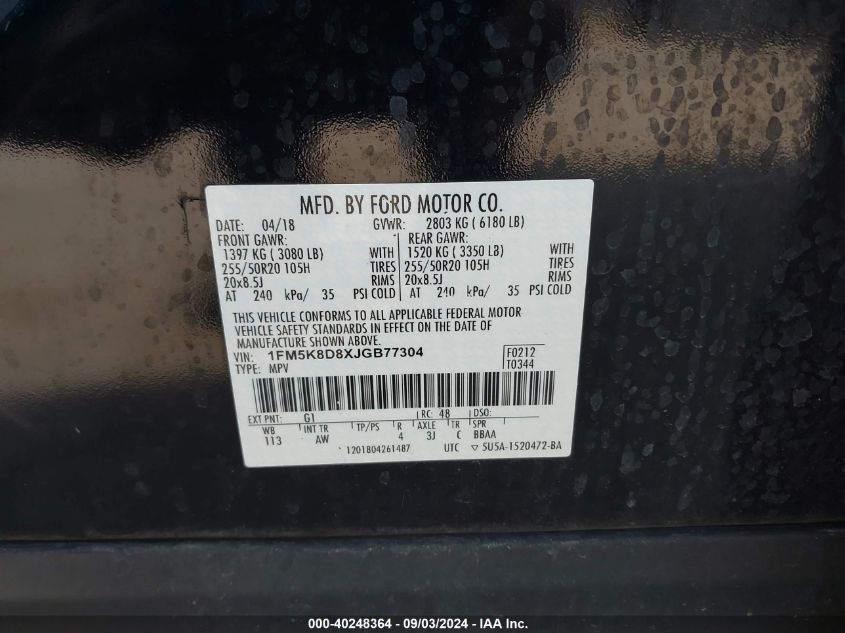 MFD. BY FORD MOTOR CO.
DATE: 04/18 GVWR: 2803 KG ( 6180 LB)
FRONT GAWR: REAR GAWR:
1397 KG ( 3080 LB) WITH 1520 KG ( 3350 LB) WITH
255/50R20 105H TIRES 255/50R20 105H TIRES
20x8.5J RIMS 20x8.5J RIMS
AT 240 kPa/ 35 PSI COLD AT 240 kPa/ 35 PSI COLD
THIS VEHICLE CONFORMS TO ALL APPLICABLE FEDERAL MOTOR
VEHICLE SAFETY STANDARDS IN EFFECT ON THE DATE OF
MANUFACTURE SHOWN ABOVE.
VIN: 1FM5K8D8XJGB77304 F0212
TYPE: MPV T0344
EXT PNT: G1 RC: 48 DSO:
WB INT TR TP/PS R AXLE TR SPR
113 AW 4 3J C BBAA
1201804261487 UTC ▽ 5U5A-1520472-BA
000-40248364 - 09/03/2024 - www.iaai.com - Copyright 2024 IAA, Inc.